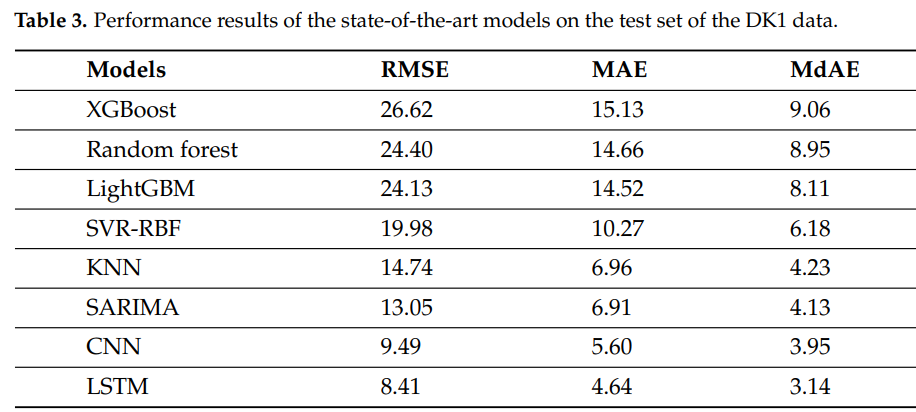 Table 3. Performance results of the state-of-the-art models on the test set of the DK1 data.
Models RMSE MAE MdAE
XGBoost 26.62 15.13 9.06
Random forest 24.40 14.66 8.95
LightGBM 24.13 14.52 8.11
SVR-RBF 19.98 10.27 6.18
KNN 14.74 6.96 4.23
SARIMA 13.05 6.91 4.13
CNN 9.49 5.60 3.95
LSTM 8.41 4.64 3.14